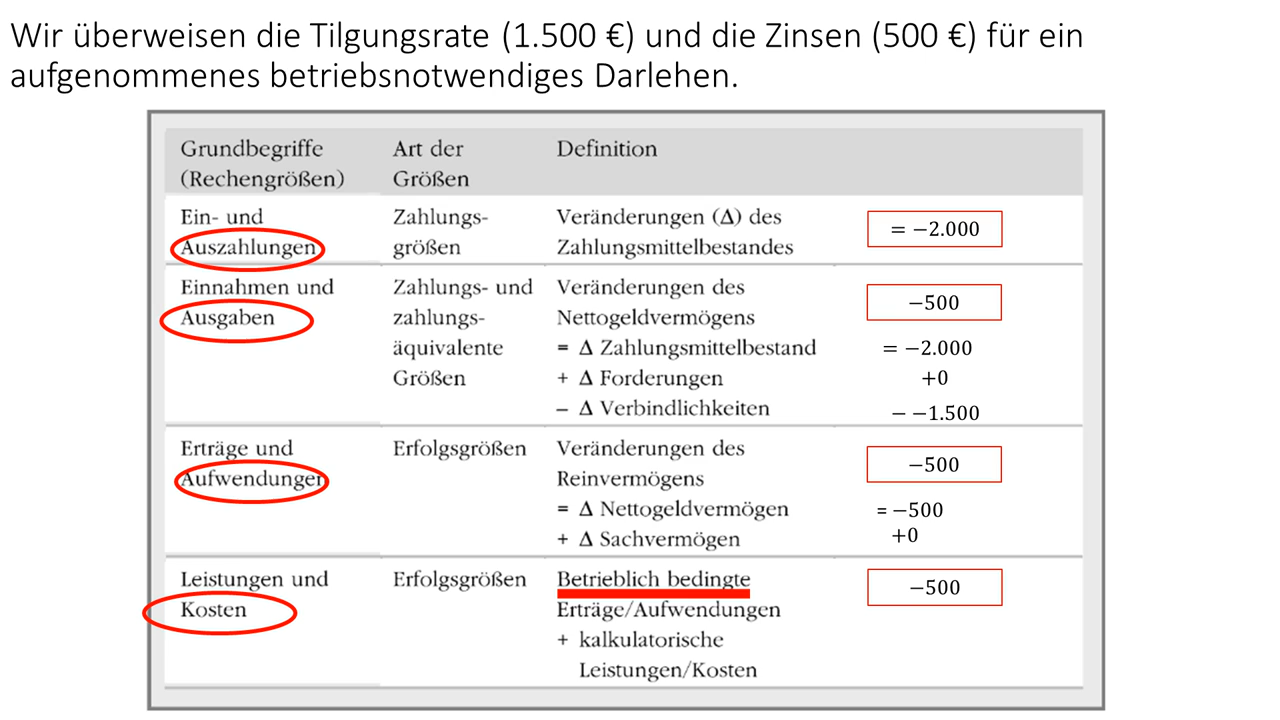 Wir überweisen die Tilgungsrate (1.500 €) und die Zinsen (500 €) für ein
aufgenommenes betriebsnotwendiges Darlehen.
Grundbegriffe
(Rechengrößen)
Art der
Größen
Definition
Ein- und
Auszahlungen
Zahlungs-
größen
Veränderungen (Δ) des
Zahlungsmittelbestandes
= −2.000
Einnahmen und
Ausgaben
Zahlungs- und
zahlungs-
äquivalente
Größen
Veränderungen des
Nettogeldvermögens
= Δ Zahlungsmittelbestand
+ Δ Forderungen
− Δ Verbindlichkeiten
−500
= −2.000
+0
− −1.500
Erträge und
Aufwendungen
Erfolgsgrößen
Veränderungen des
Reinvermögens
= Δ Nettogeldvermögen
+ Δ Sachvermögen
−500
= −500
+0
Leistungen und
Kosten
Erfolgsgrößen
Betrieblich bedingte
Erträge/Aufwendungen
+ kalkulatorische
Leistungen/Kosten
−500